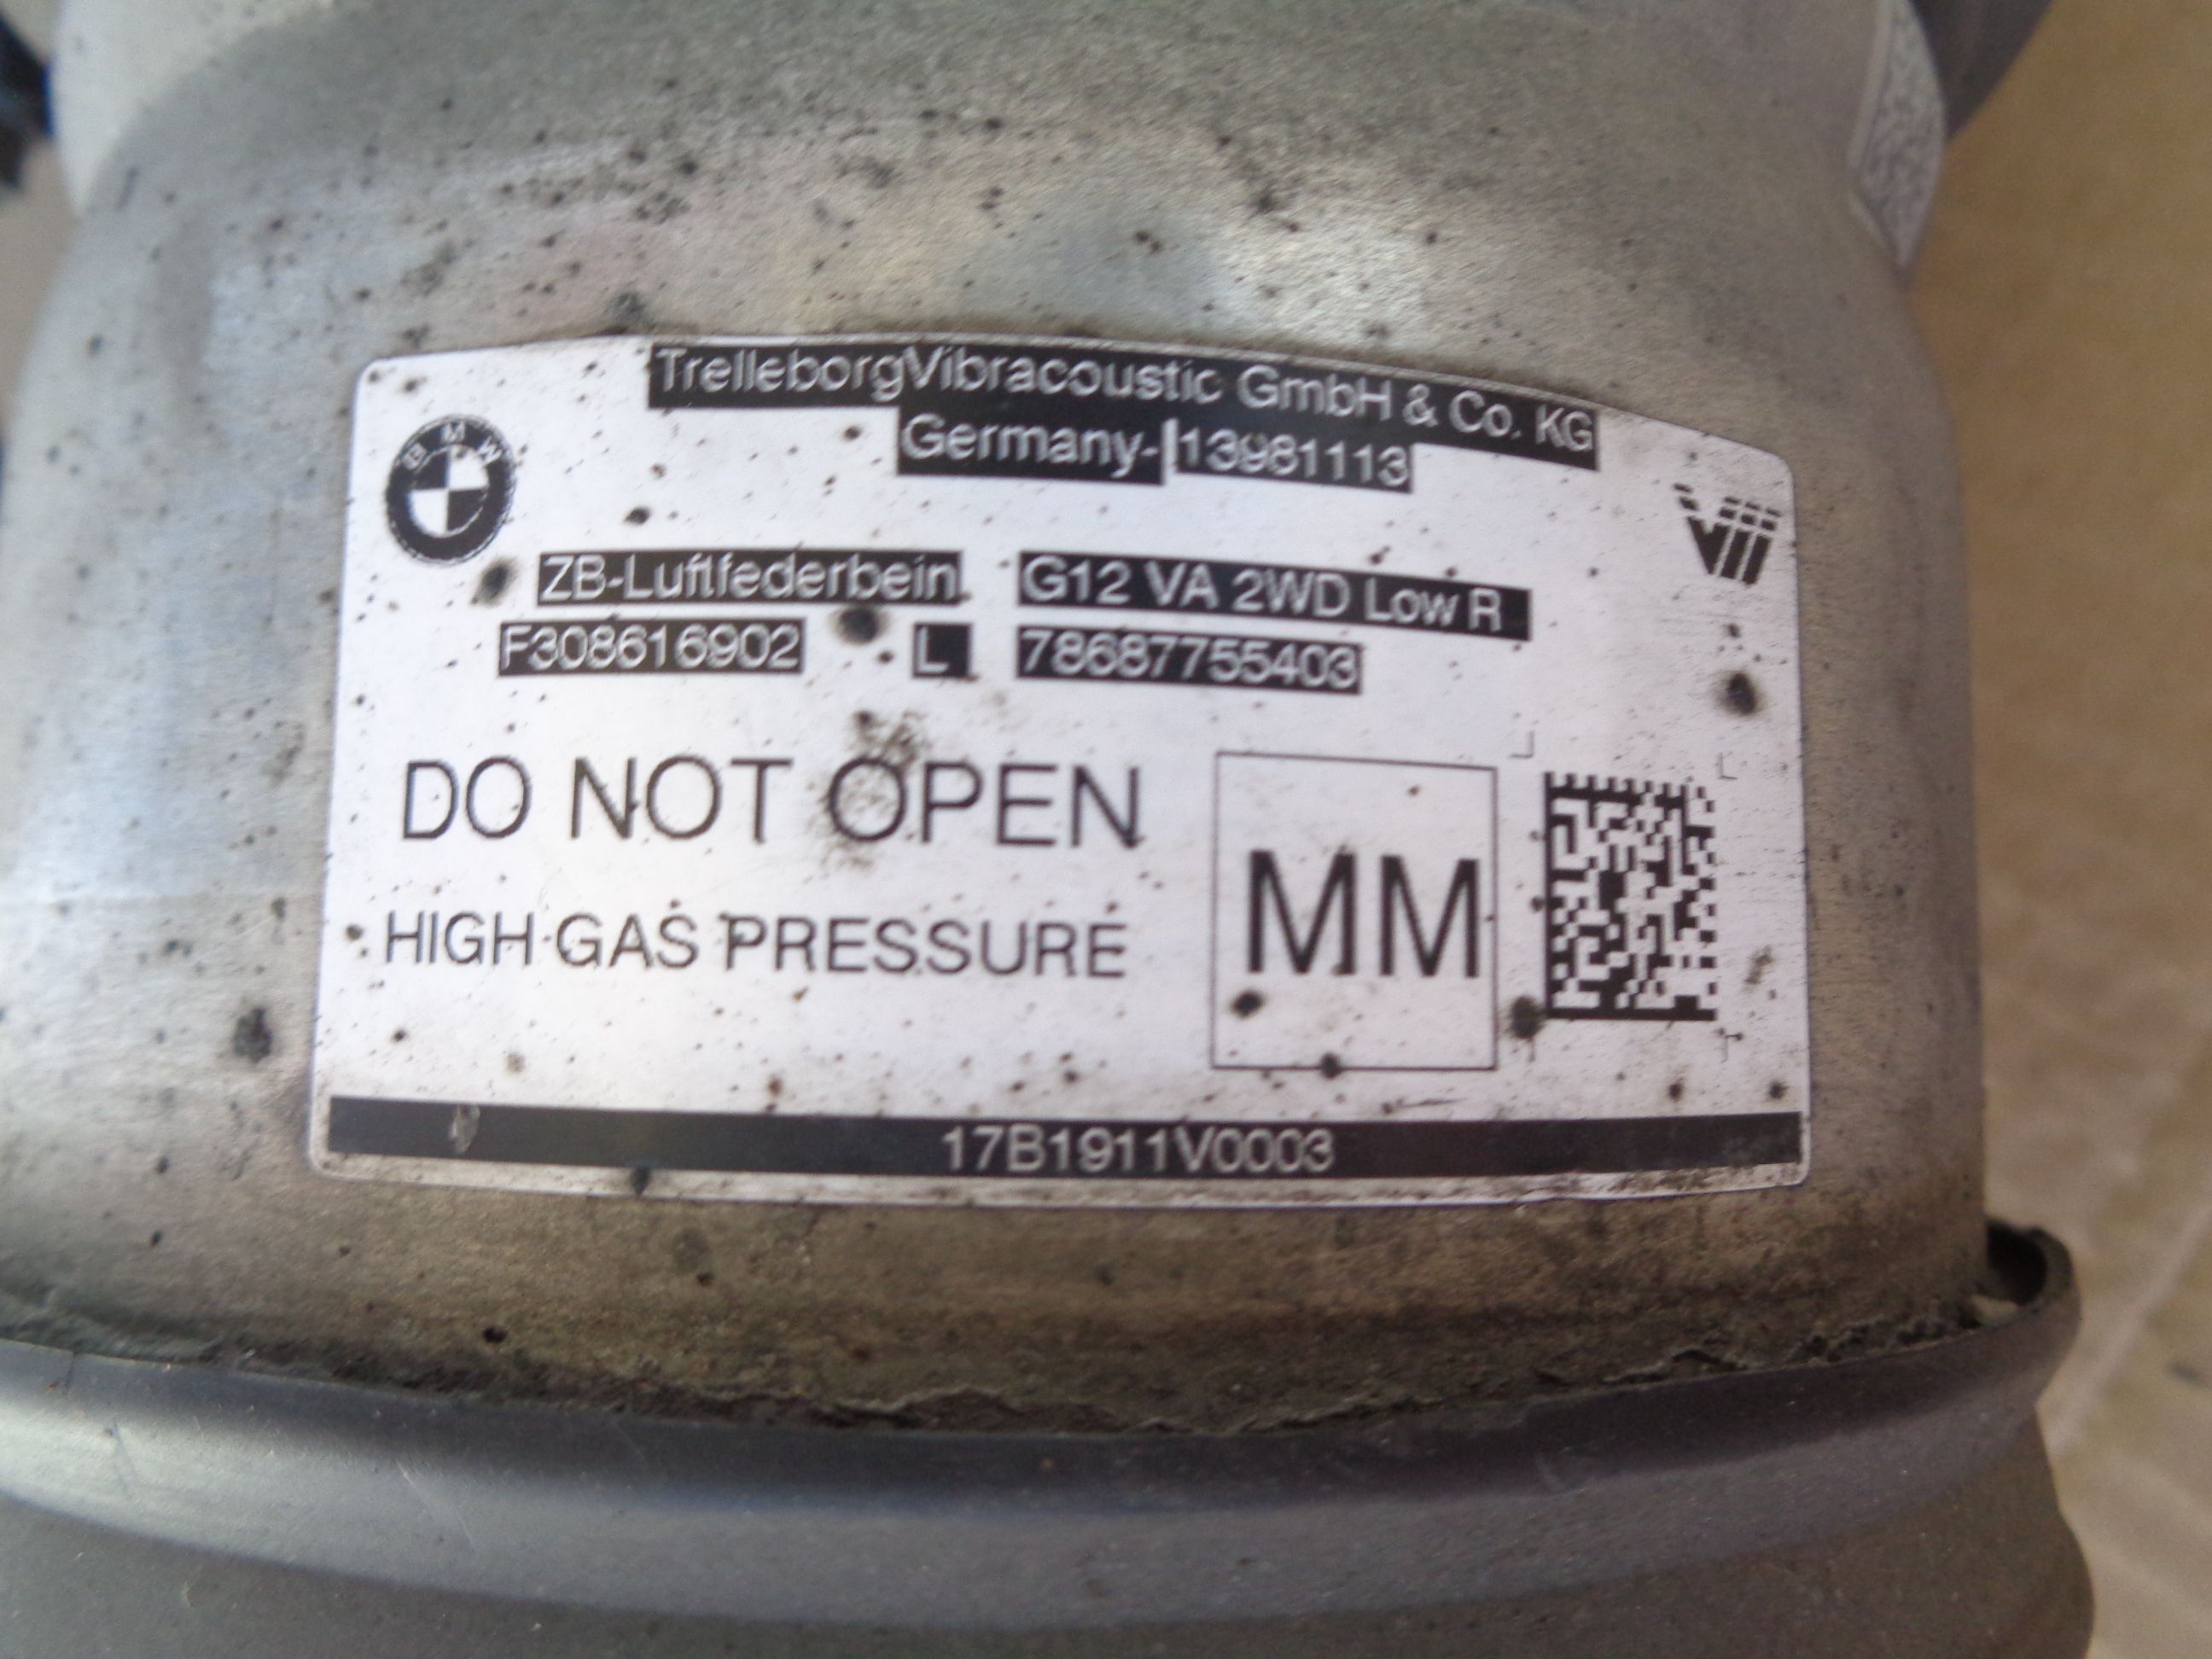 TrelleborgVibracoustic GmbH & Co. KG
Germany-13981113
BMW
ZB-Luftfederbein G12 VA 2WD Low R
F308616902 L 78687755403
DO NOT OPEN
HIGH GAS PRESSURE
MM
17B1911V0003